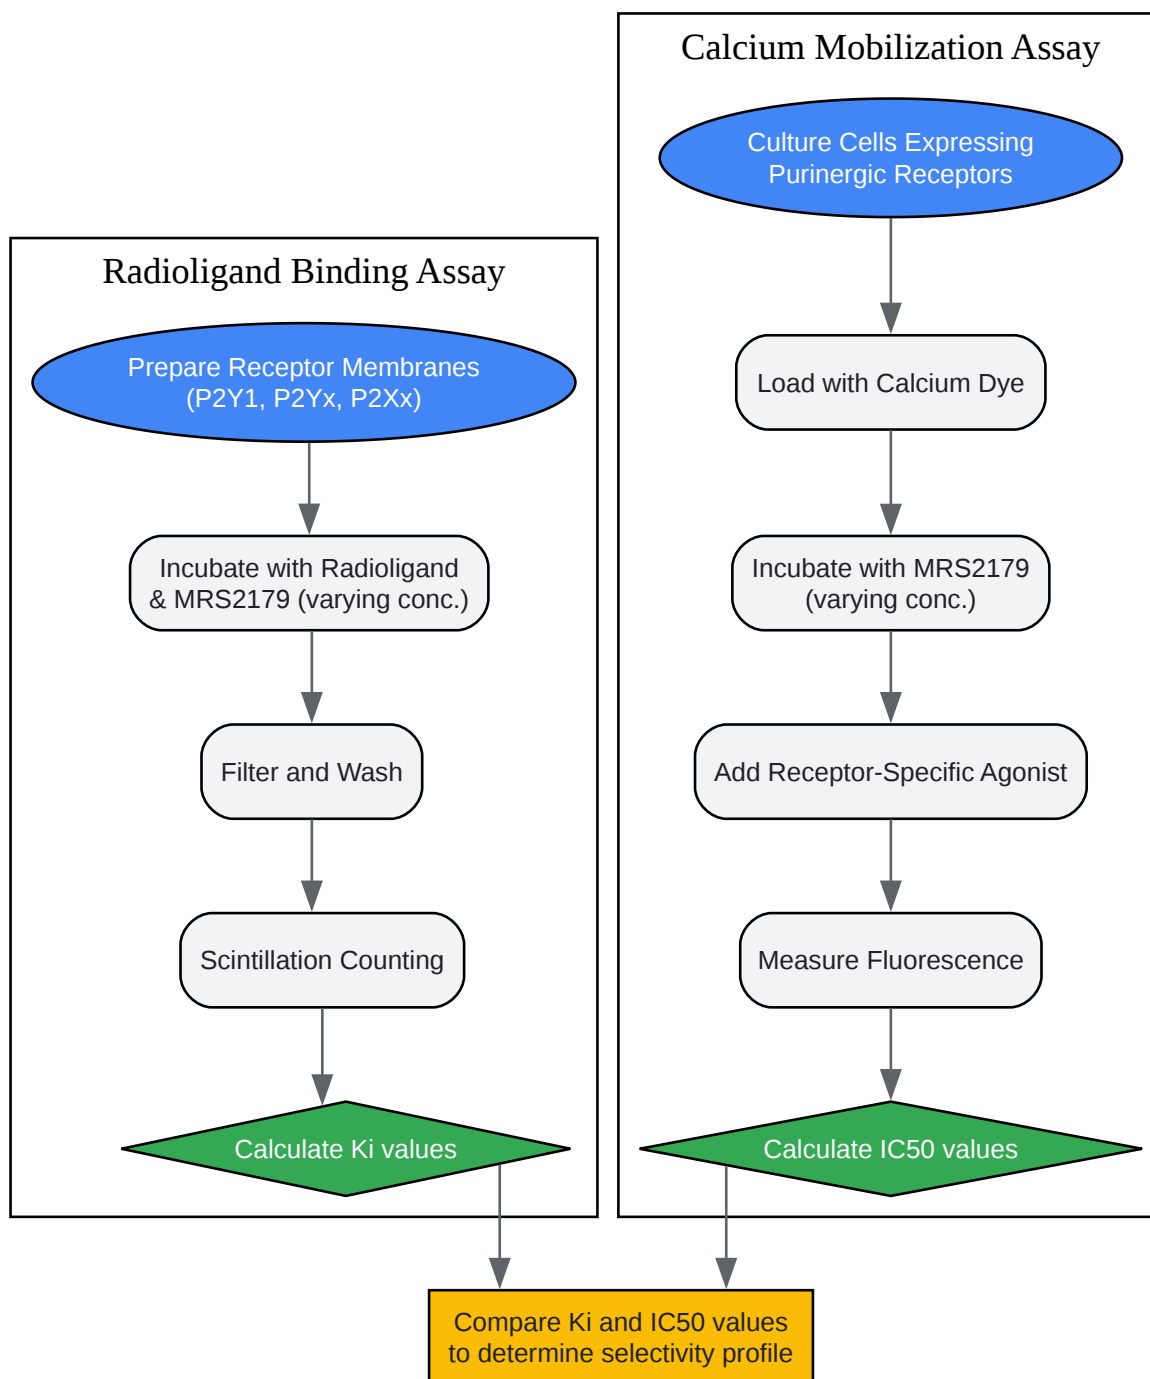 Radioligand Binding Assay
Prepare Receptor Membranes
(P2Y1, P2Yx, P2Xx)
Incubate with Radioligand
& MRS2179 (varying conc.)
Filter and Wash
Scintillation Counting
Calculate Ki values
Calcium Mobilization Assay
Culture Cells Expressing
Purinergic Receptors
Load with Calcium Dye
Incubate with MRS2179
(varying conc.)
Add Receptor-Specific Agonist
Measure Fluorescence
Calculate IC50 values
Compare Ki and IC50 values
to determine selectivity profile